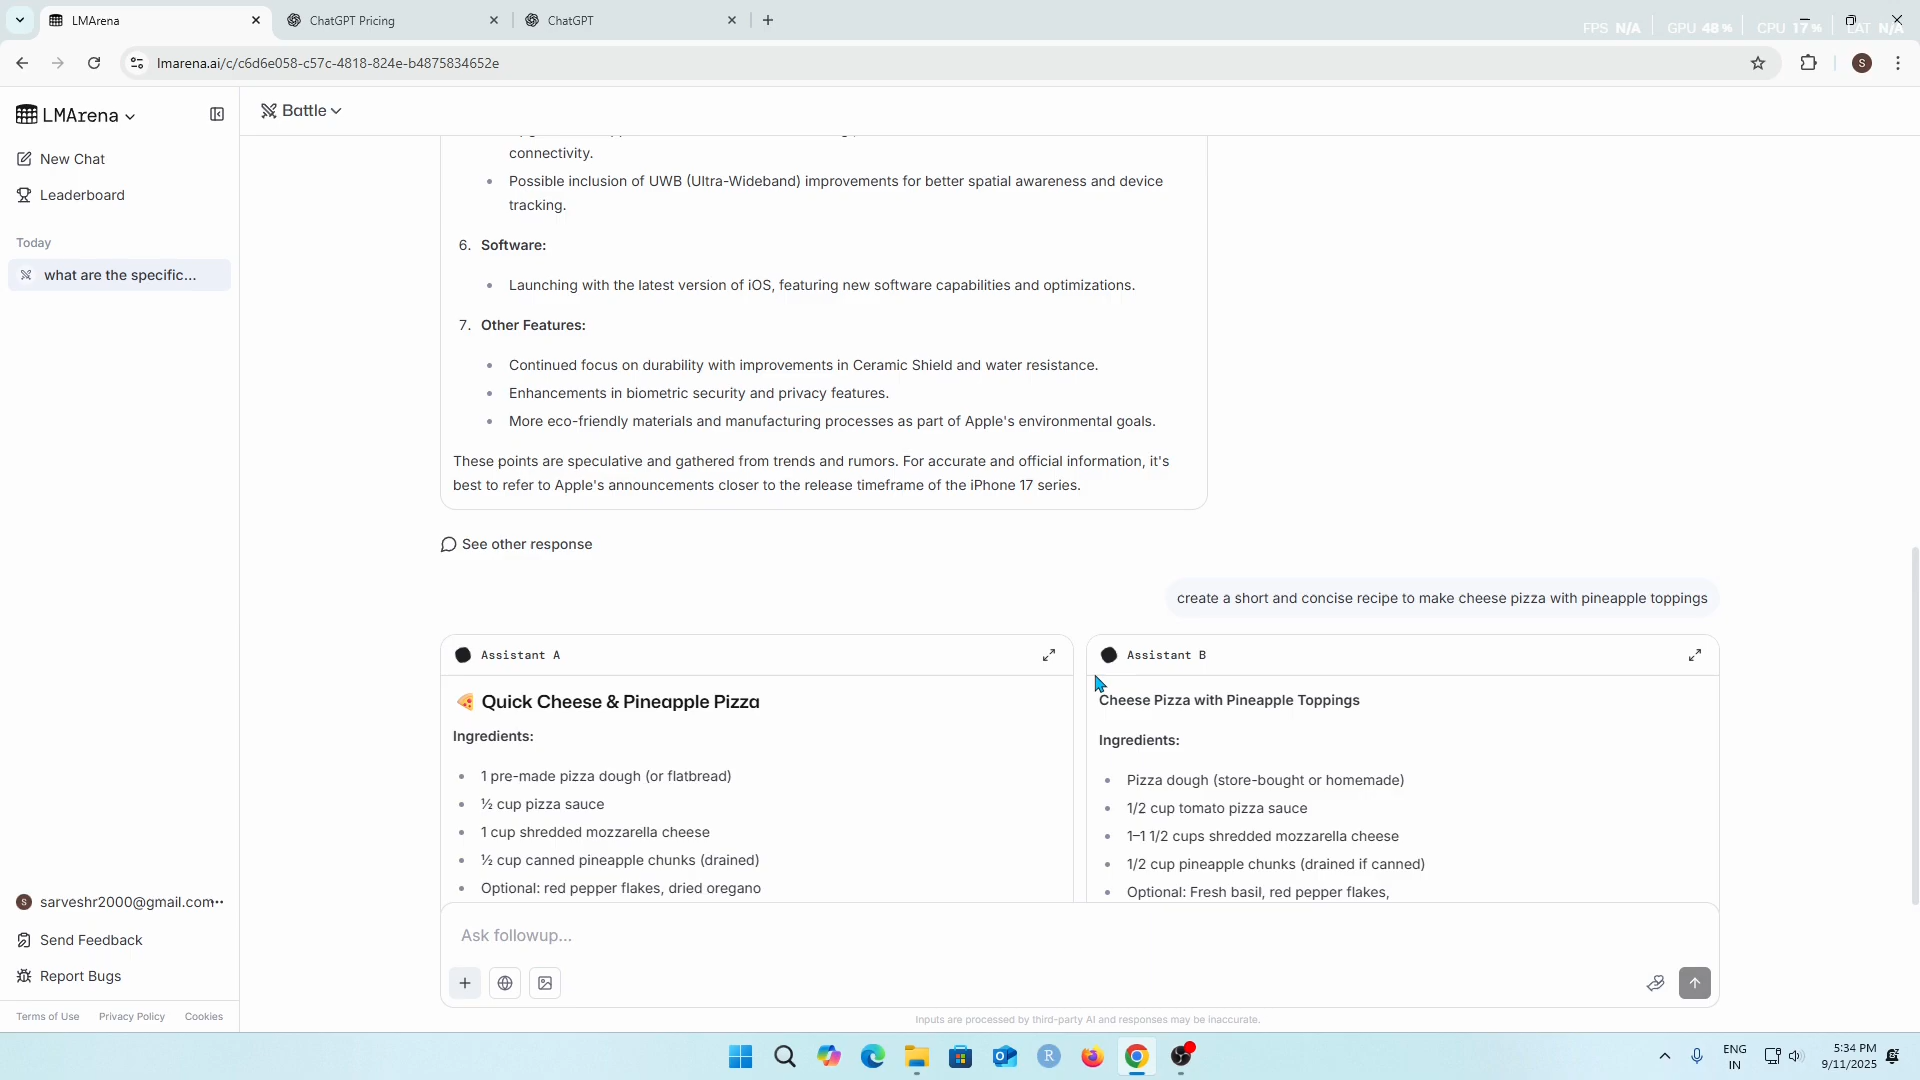 LMArena
ChatGPT Pricing
ChatGPT
FPS N/A
GPU 48 %
CPU 17 %
LAT N/A
lmarena.ai/c/c6d6e058-c57c-4818-824e-b4875834652e
S
LMArena
Battle
New Chat
Leaderboard
Today
what are the specific...
connectivity.
Possible inclusion of UWB (Ultra-Wideband) improvements for better spatial awareness and device
tracking.
6. Software:
Launching with the latest version of iOS, featuring new software capabilities and optimizations.
7. Other Features:
Continued focus on durability with improvements in Ceramic Shield and water resistance.
Enhancements in biometric security and privacy features.
More eco-friendly materials and manufacturing processes as part of Apple's environmental goals.
These points are speculative and gathered from trends and rumors. For accurate and official information, it's
best to refer to Apple's announcements closer to the release timeframe of the iPhone 17 series.
See other response
create a short and concise recipe to make cheese pizza with pineapple toppings
Assistant A
🍕 Quick Cheese & Pineapple Pizza
Ingredients:
1 pre-made pizza dough (or flatbread)
½ cup pizza sauce
1 cup shredded mozzarella cheese
½ cup canned pineapple chunks (drained)
Optional: red pepper flakes, dried oregano
Assistant B
Cheese Pizza with Pineapple Toppings
Ingredients:
Pizza dough (store-bought or homemade)
1/2 cup tomato pizza sauce
1–1 1/2 cups shredded mozzarella cheese
1/2 cup pineapple chunks (drained if canned)
Optional: Fresh basil, red pepper flakes,
Ask followup...
Inputs are processed by third-party AI and responses may be inaccurate.
S sarveshr2000@gmail.com...
Send Feedback
Report Bugs
Terms of Use
Privacy Policy
Cookies
R
ENG
IN
5:34 PM
9/11/2025